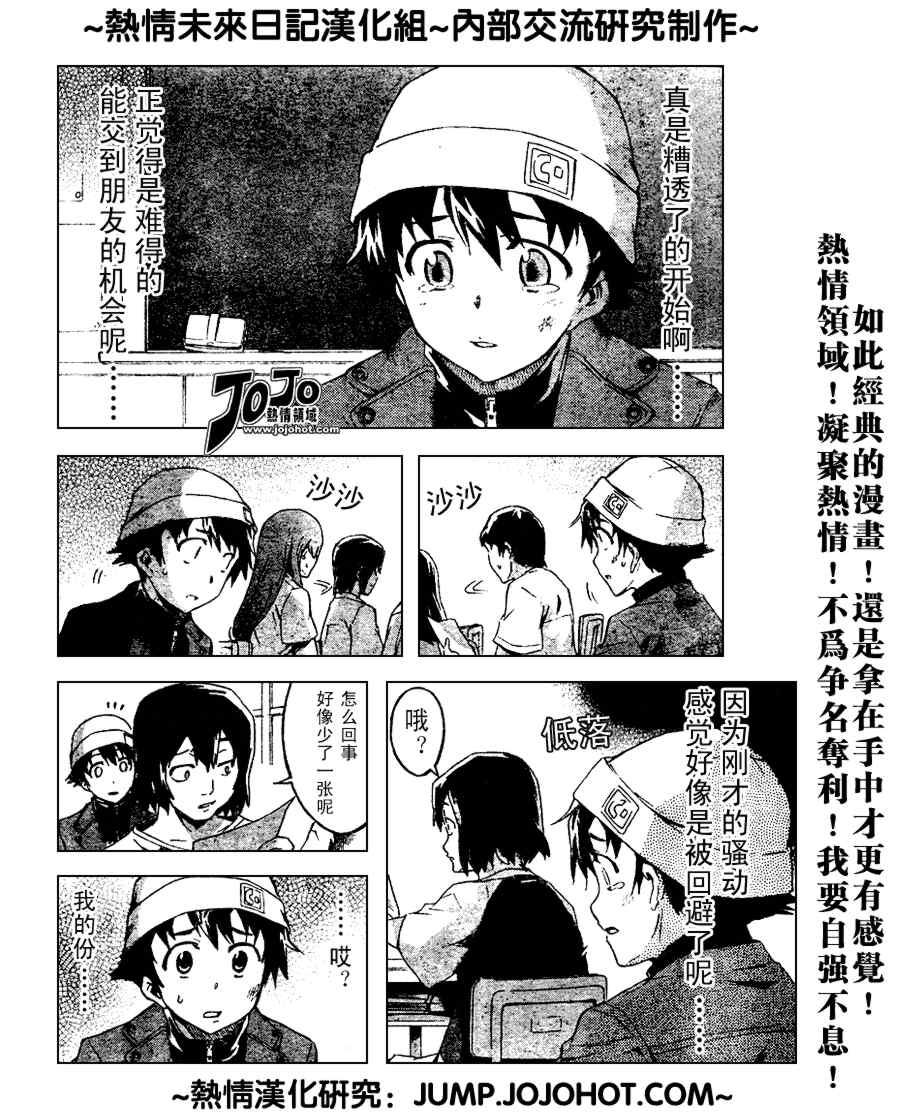 ~熱情未來日記漢化組~內部交流研究制作~
真是糟透了的开始啊……
正觉得是难得的
能交到朋友的机会呢……
JOJO
熱情領域
www.jojohot.com
沙沙
沙沙
因为刚才的骚动
感觉好像是被回避了呢……
低落
哦？
怎么回事
好像少了一张呢
……哎？
我的份……
如此經典的漫畫！還是拿在手中才更有感覺！
熱情領域！凝聚熱情！不爲争名奪利！我要自强不息！
~熱情漢化研究：JUMP.JOJOHOT.COM~